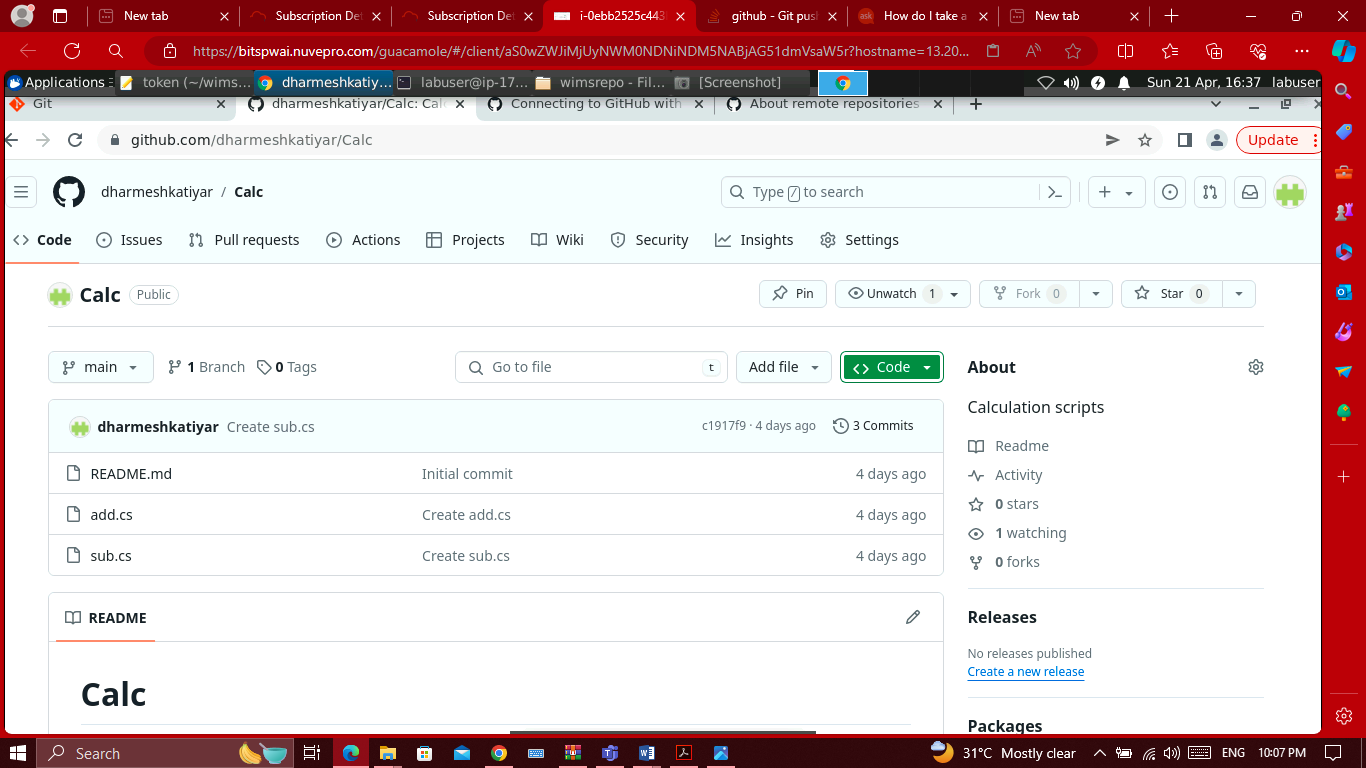 New tab
Subscription Det
Subscription Det
i-0ebb2525c443
github - Git pus
How do I take a
New tab
https://bitspwai.nuvepro.com/guacamole/#/client/aS0wZWJiMjUyNWM0NDNiNDM5NABjAG51dmVsaW5r?hostname=13.20...
Applications
token (~/wims...
dharmeshkatiy...
labuser@ip-17...
wimsrepo - Fil...
[Screenshot]
Sun 21 Apr, 16:37 labuser
Git
dharmeshkatiyar/Calc: Calc
Connecting to GitHub with
About remote repositories
github.com/dharmeshkatiyar/Calc
Update
dharmeshkatiyar / Calc
Type / to search
Code
Issues
Pull requests
Actions
Projects
Wiki
Security
Insights
Settings
Calc Public
Pin
Unwatch 1
Fork 0
Star 0
main
1 Branch
0 Tags
Go to file t
Add file
Code
About
Calculation scripts
dharmeshkatiyar Create sub.cs c1917f9 · 4 days ago 3 Commits
README.md Initial commit 4 days ago
add.cs Create add.cs 4 days ago
sub.cs Create sub.cs 4 days ago
Readme
Activity
0 stars
1 watching
0 forks
README
Calc
Releases
No releases published
Create a new release
Packages
Search
31°C Mostly clear
ENG 10:07 PM